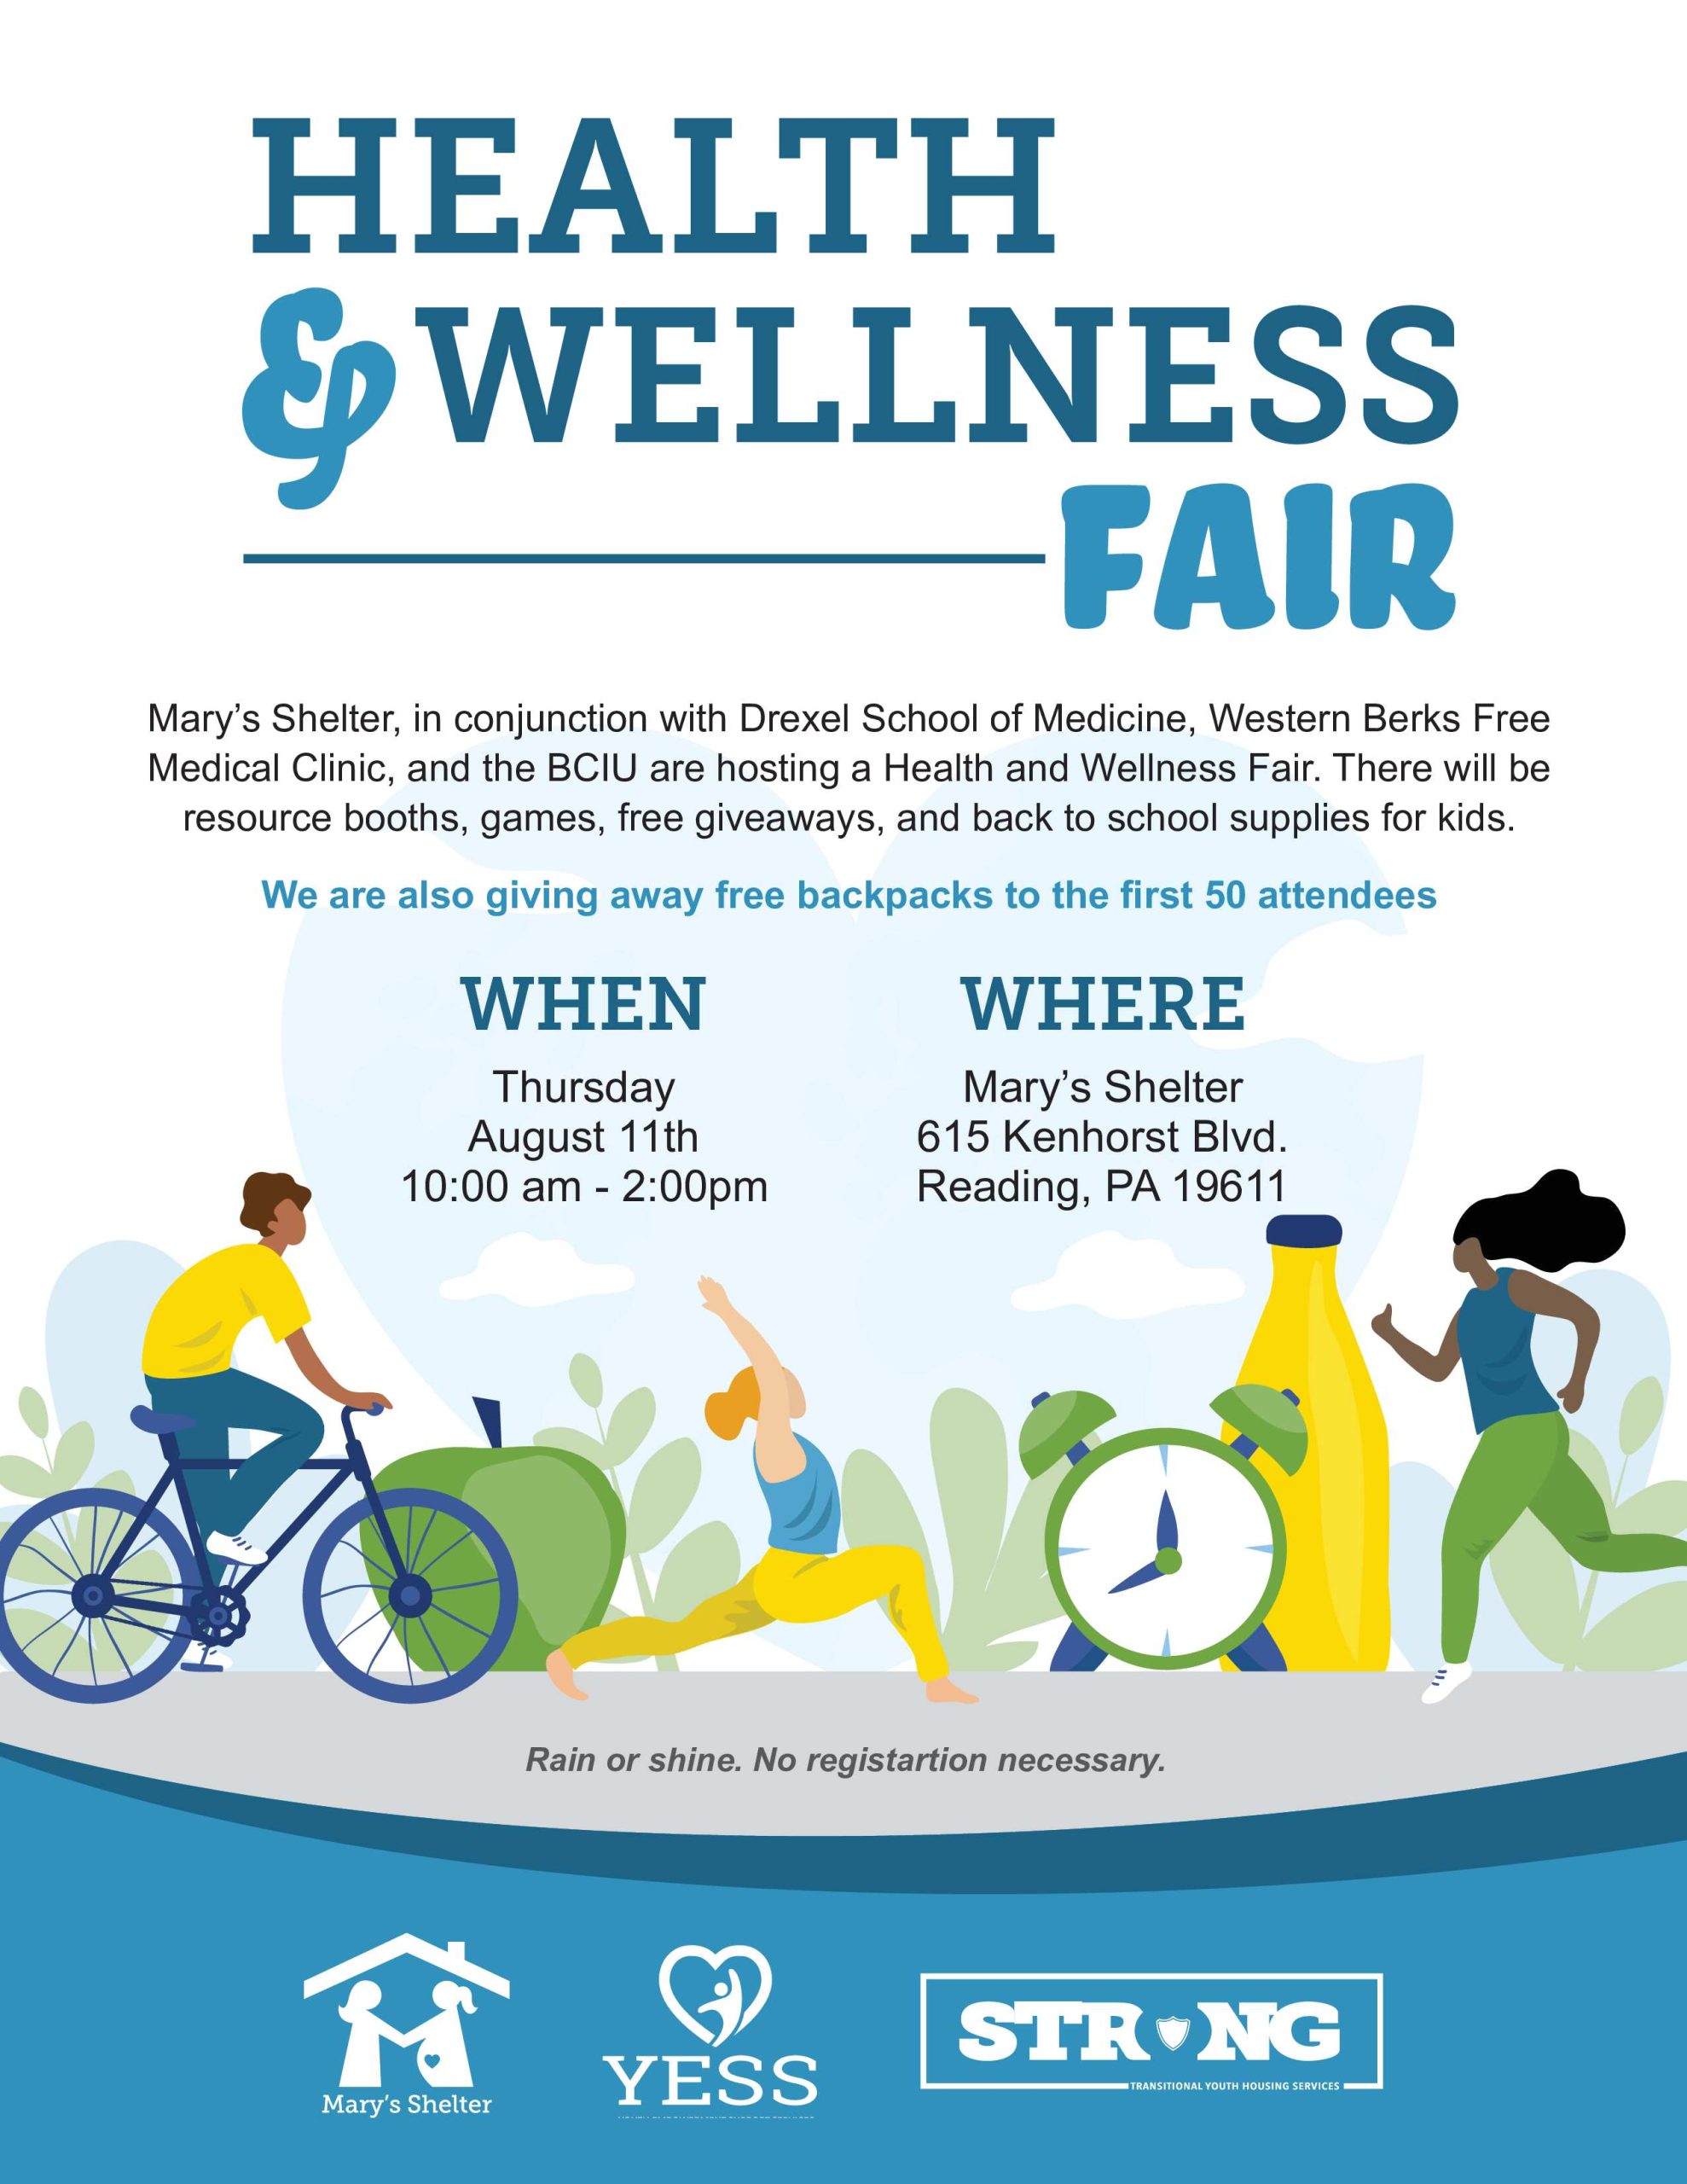 HEALTH
& WELLNESS
FAIR
Mary’s Shelter, in conjunction with Drexel School of Medicine, Western Berks Free
Medical Clinic, and the BCIU are hosting a Health and Wellness Fair. There will be
resource booths, games, free giveaways, and back to school supplies for kids.
We are also giving away free backpacks to the first 50 attendees
WHEN
Thursday
August 11th
10:00 am - 2:00pm
WHERE
Mary’s Shelter
615 Kenhorst Blvd.
Reading, PA 19611
Rain or shine. No registartion necessary.
Mary’s Shelter
YESS
STRONG
TRANSITIONAL YOUTH HOUSING SERVICES